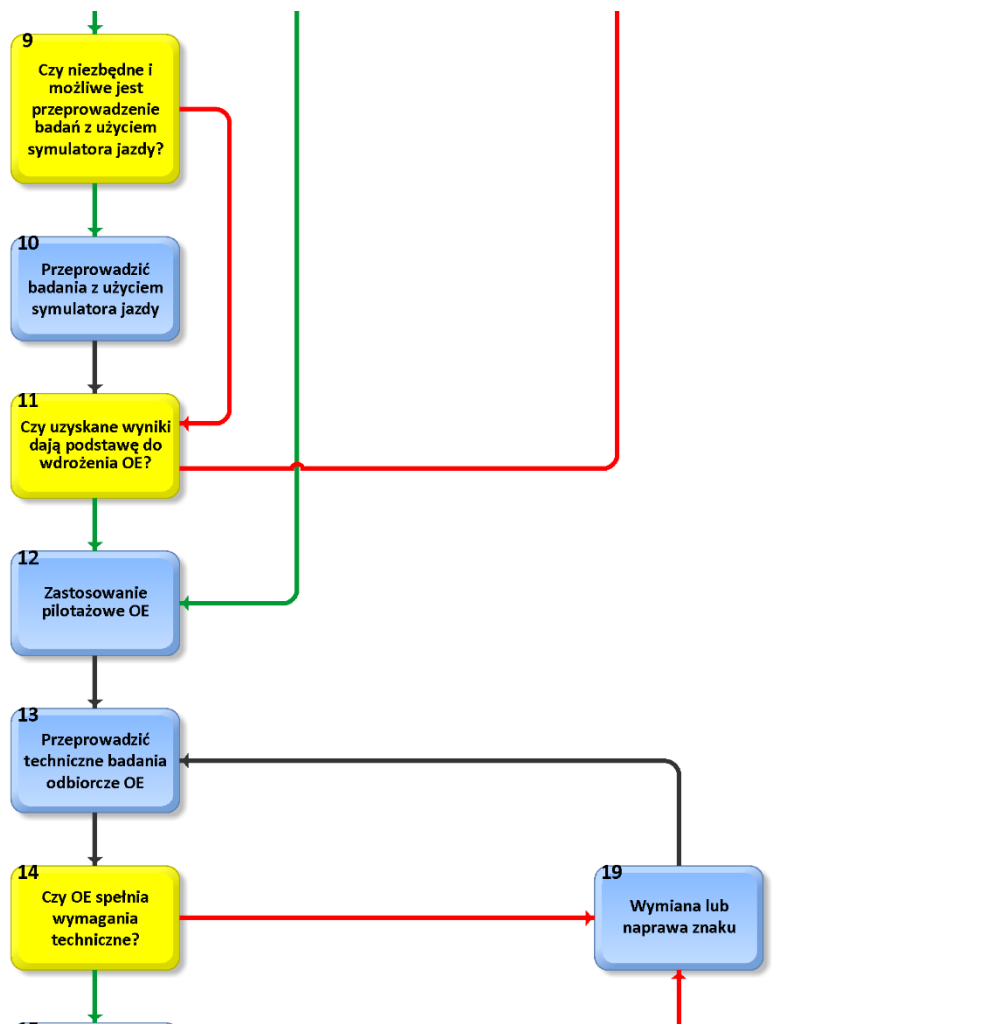 9
Czy niezbędne i
możliwe jest
przeprowadzenie
badań z użyciem
symulatora jazdy?
10
Przeprowadzić
badania z użyciem
symulatora jazdy
11
Czy uzyskane wyniki
dają podstawę do
wdrożenia OE?
12
Zastosowanie
pilotażowe OE
13
Przeprowadzić
techniczne badania
odbiorcze OE
14
Czy OE spełnia
wymagania
techniczne?
19
Wymiana lub
naprawa znaku